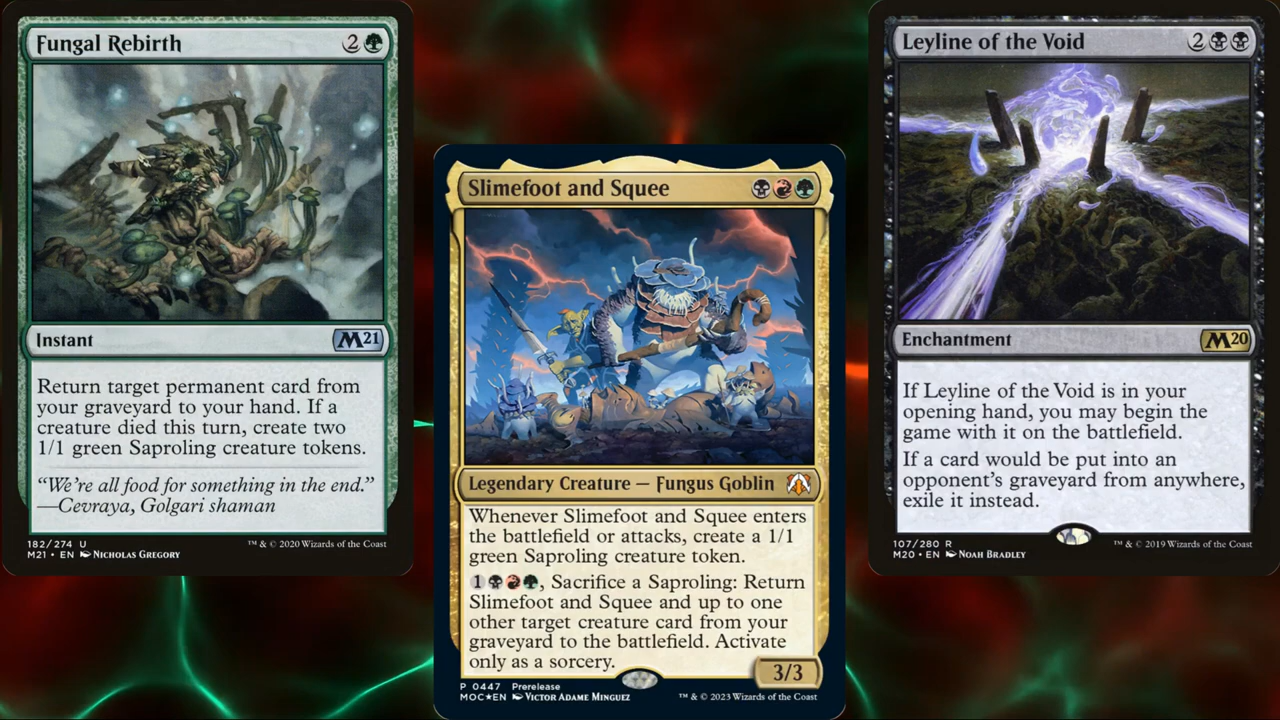 Fungal Rebirth 2
Instant M21
Return target permanent card from
your graveyard to your hand. If a
creature died this turn, create two
1/1 green Saproling creature tokens.
“We’re all food for something in the end.”
—Cevraya, Golgari shaman
182/274 U
M21 • EN Nicholas Gregory
™ & © 2020 Wizards of the Coast
Slimefoot and Squee
Legendary Creature — Fungus Goblin
Whenever Slimefoot and Squee enters
the battlefield or attacks, create a 1/1
green Saproling creature token.
1, Sacrifice a Saproling: Return
Slimefoot and Squee and up to one
other target creature card from your
graveyard to the battlefield. Activate
only as a sorcery.
3/3
P 0447 Prerelease
MOC★EN Victor Adame Minguez
™ & © 2023 Wizards of the Coast
Leyline of the Void 2
Enchantment M20
If Leyline of the Void is in your
opening hand, you may begin the
game with it on the battlefield.
If a card would be put into an
opponent’s graveyard from anywhere,
exile it instead.
107/280 R
M20 • EN Noah Bradley
™ & © 2019 Wizards of the Coast